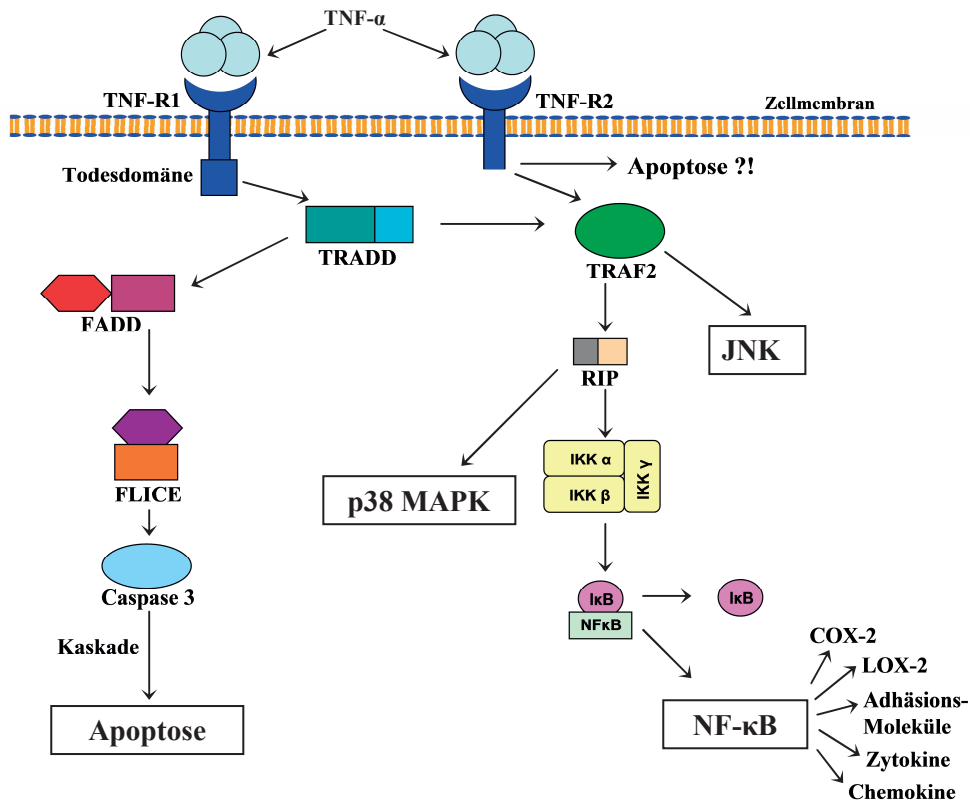 TNF-α
TNF-R1
TNF-R2
Zellmembran
Todesdomäne
Apoptose ?!
TRADD
TRAF2
FADD
JNK
RIP
IKK α
IKK β
IKK γ
FLICE
p38 MAPK
Caspase 3
IκB
NFκB
IκB
Kaskade
COX-2
LOX-2
Adhäsions-
Moleküle
Zytokine
Chemokine
Apoptose
NF-κB